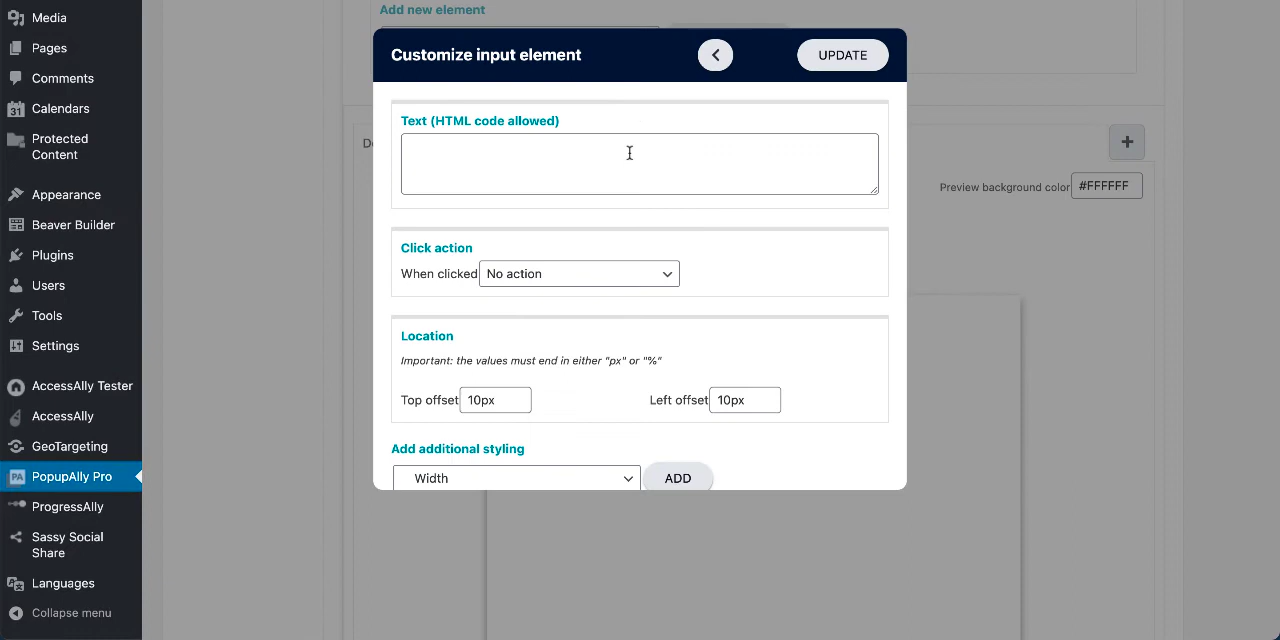 Media
Pages
Comments
31 Calendars
Protected
Content
Appearance
Beaver Builder
Plugins
Users
Tools
Settings
AccessAlly Tester
AccessAlly
GeoTargeting
PA PopupAlly Pro
ProgressAlly
Sassy Social
Share
Languages
Collapse menu
Add new element
Customize input element
UPDATE
Text (HTML code allowed)
Click action
When clicked No action
Location
Important: the values must end in either "px" or "%"
Top offset 10px Left offset 10px
Add additional styling
Width ADD
+
Preview background color #FFFFFF